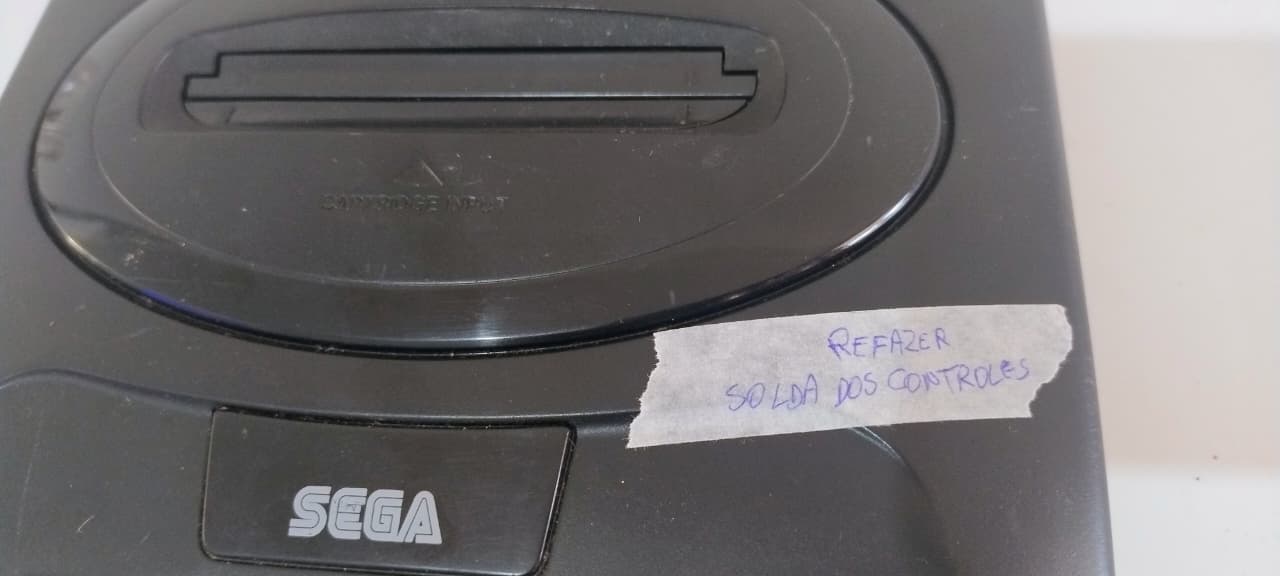 CARTRIDGE INPUT
REFAZER
SOLDA DOS CONTROLES
SEGA